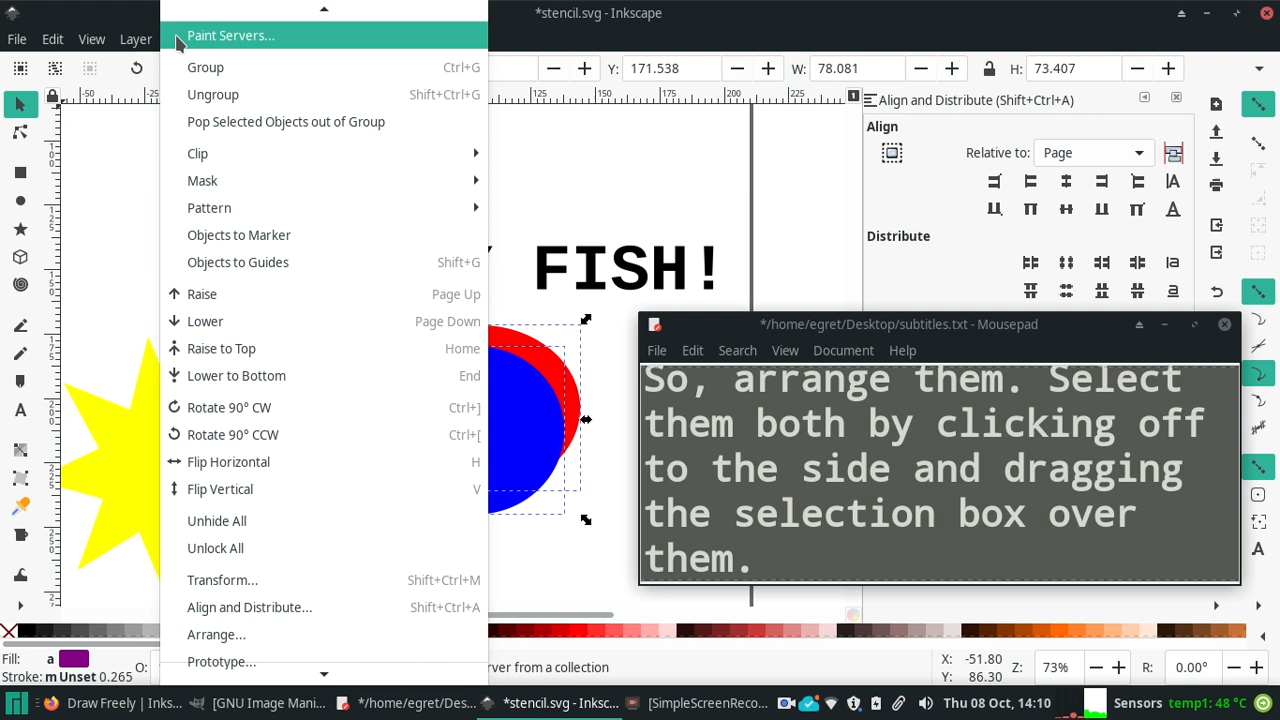 *stencil.svg - Inkscape
File Edit View Layer
Y: 171.538 W: 78.081 H: 73.407
Paint Servers...
Group Ctrl+G
Ungroup Shift+Ctrl+G
Pop Selected Objects out of Group
Clip
Mask
Pattern
Objects to Marker
Objects to Guides Shift+G
Raise Page Up
Lower Page Down
Raise to Top Home
Lower to Bottom End
Rotate 90° CW Ctrl+]
Rotate 90° CCW Ctrl+[
Flip Horizontal H
Flip Vertical V
Unhide All
Unlock All
Transform... Shift+Ctrl+M
Align and Distribute... Shift+Ctrl+A
Arrange...
Prototype...
-50 -25 125 150 175 200 225
FISH!
Align and Distribute (Shift+Ctrl+A)
Align
Relative to: Page
Distribute
*/home/egret/Desktop/subtitles.txt - Mousepad
File Edit Search View Document Help
So, arrange them. Select
them both by clicking off
to the side and dragging
the selection box over
them.
Fill: a
Stroke: m Unset 0.265
O:
rver from a collection
X: -51.80
Y: 86.30
Z: 73% R: 0.00°
Draw Freely | Inks... [GNU Image Mani... */home/egret/Des... *stencil.svg - Inksc... [SimpleScreenReco... Thu 08 Oct, 14:10 Sensors temp1: 48 °C